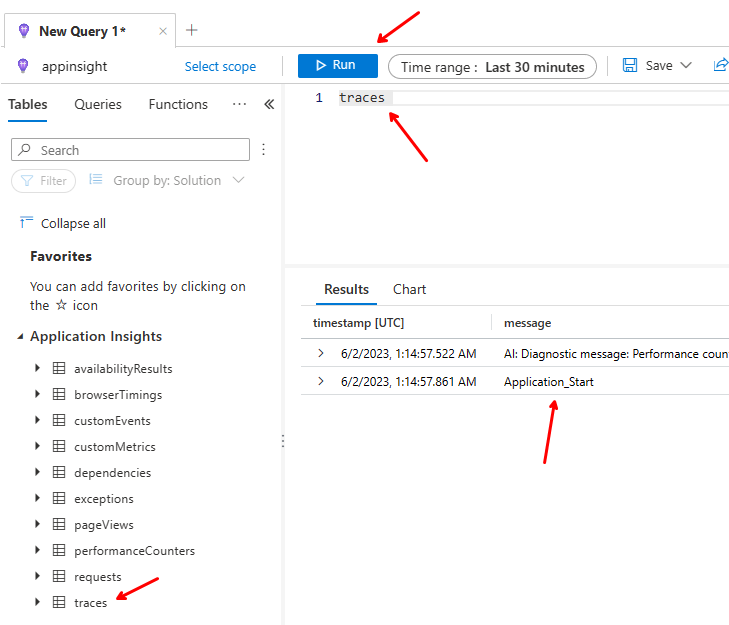 New Query 1*
appinsight
Select scope
Run
Time range : Last 30 minutes
Save
Tables
Queries
Functions
1 traces
Search
Filter
Group by: Solution
Collapse all
Favorites
You can add favorites by clicking on
the ☆ icon
Application Insights
availabilityResults
browserTimings
customEvents
customMetrics
dependencies
exceptions
pageViews
performanceCounters
requests
traces
Results
Chart
timestamp [UTC]
message
6/2/2023, 1:14:57.522 AM
AI: Diagnostic message: Performance coun
6/2/2023, 1:14:57.861 AM
Application_Start